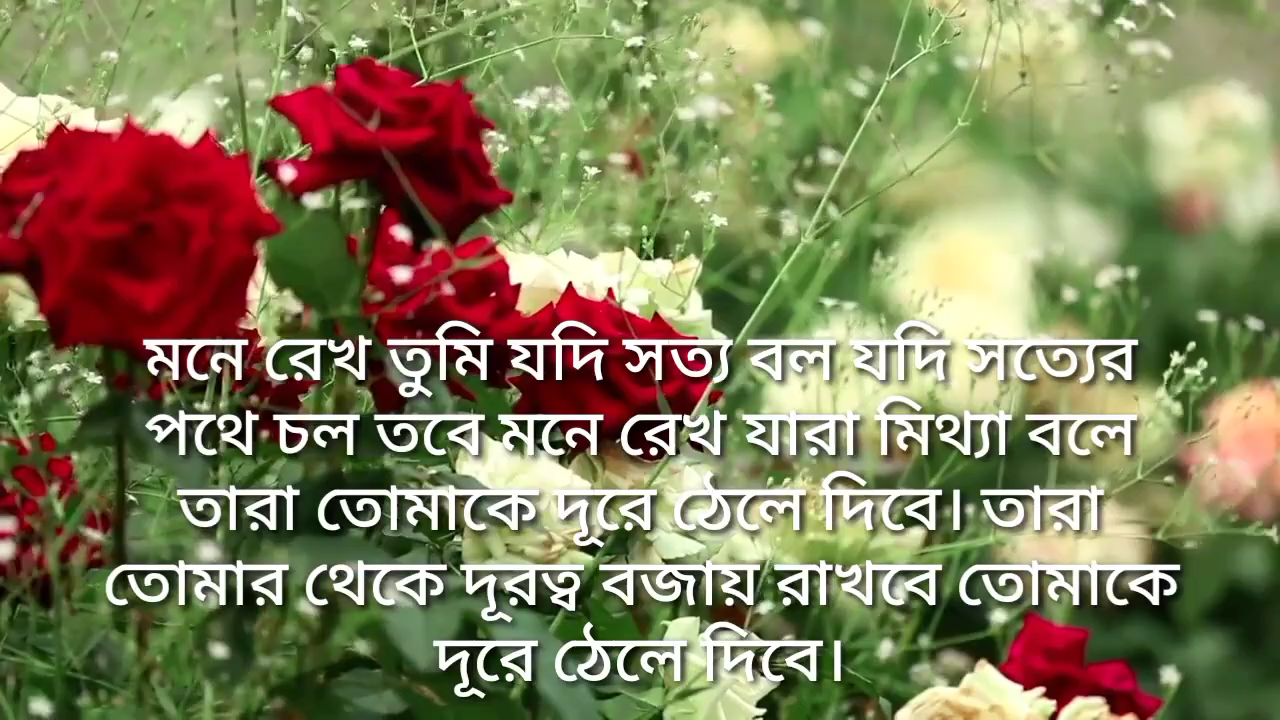 মনে রেখ তুমি যদি সত্য বল যদি সত্যের
পথে চল তবে মনে রেখ যারা মিথ্যা বলে
তারা তোমাকে দূরে ঠেলে দিবে। তারা
তোমার থেকে দূরত্ব বজায় রাখবে তোমাকে
দূরে ঠেলে দিবে।